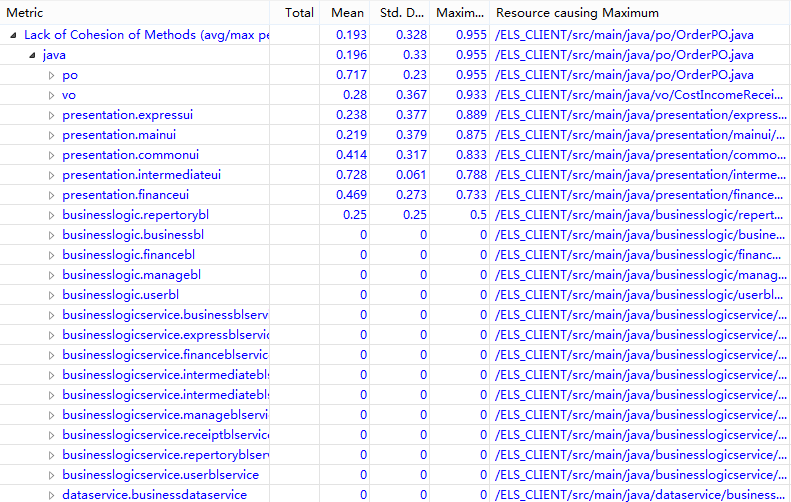 Metric Total Mean Std. D... Maxim... Resource causing Maximum
Lack of Cohesion of Methods (avg/max pe 0.193 0.328 0.955 /ELS_CLIENT/src/main/java/po/OrderPO.java
java 0.196 0.33 0.955 /ELS_CLIENT/src/main/java/po/OrderPO.java
po 0.717 0.23 0.955 /ELS_CLIENT/src/main/java/po/OrderPO.java
vo 0.28 0.367 0.933 /ELS_CLIENT/src/main/java/vo/CostIncomeRecei...
presentation.expressui 0.238 0.377 0.889 /ELS_CLIENT/src/main/java/presentation/express...
presentation.mainui 0.219 0.379 0.875 /ELS_CLIENT/src/main/java/presentation/mainui/...
presentation.commonui 0.414 0.317 0.833 /ELS_CLIENT/src/main/java/presentation/commo...
presentation.intermediateui 0.728 0.061 0.788 /ELS_CLIENT/src/main/java/presentation/interme...
presentation.financeui 0.469 0.273 0.733 /ELS_CLIENT/src/main/java/presentation/finance...
businesslogic.repertorybl 0.25 0.25 0.5 /ELS_CLIENT/src/main/java/businesslogic/repert...
businesslogic.businessbl 0 0 0 /ELS_CLIENT/src/main/java/businesslogic/busine...
businesslogic.financebl 0 0 0 /ELS_CLIENT/src/main/java/businesslogic/financ...
businesslogic.managebl 0 0 0 /ELS_CLIENT/src/main/java/businesslogic/manag...
businesslogic.userbl 0 0 0 /ELS_CLIENT/src/main/java/businesslogic/userbl...
businesslogicservice.businessblserv 0 0 0 /ELS_CLIENT/src/main/java/businesslogicservice/...
businesslogicservice.expressblservic 0 0 0 /ELS_CLIENT/src/main/java/businesslogicservice/...
businesslogicservice.financeblservic 0 0 0 /ELS_CLIENT/src/main/java/businesslogicservice/...
businesslogicservice.intermediatebls 0 0 0 /ELS_CLIENT/src/main/java/businesslogicservice/...
businesslogicservice.intermediatebls 0 0 0 /ELS_CLIENT/src/main/java/businesslogicservice/...
businesslogicservice.manageblservi 0 0 0 /ELS_CLIENT/src/main/java/businesslogicservice/...
businesslogicservice.receiptblservice 0 0 0 /ELS_CLIENT/src/main/java/businesslogicservice/...
businesslogicservice.repertoryblserv 0 0 0 /ELS_CLIENT/src/main/java/businesslogicservice/...
businesslogicservice.userblservice 0 0 0 /ELS_CLIENT/src/main/java/businesslogicservice/...
dataservice.businessdataservice 0 0 0 /ELS_CLIENT/src/main/java/dataservice/business...